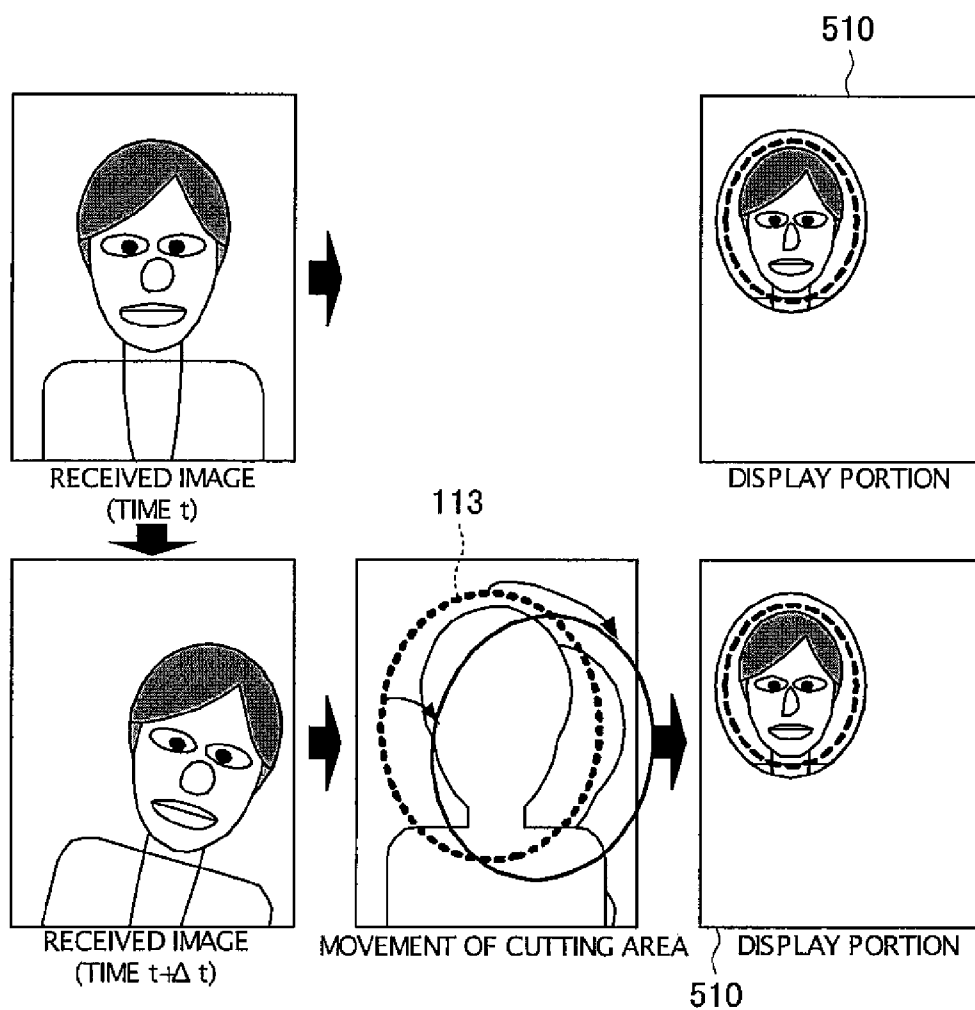 510
RECEIVED IMAGE
(TIME t)
DISPLAY PORTION
113
RECEIVED IMAGE
(TIME t+Δ t)
MOVEMENT OF CUTTING AREA
DISPLAY PORTION
510